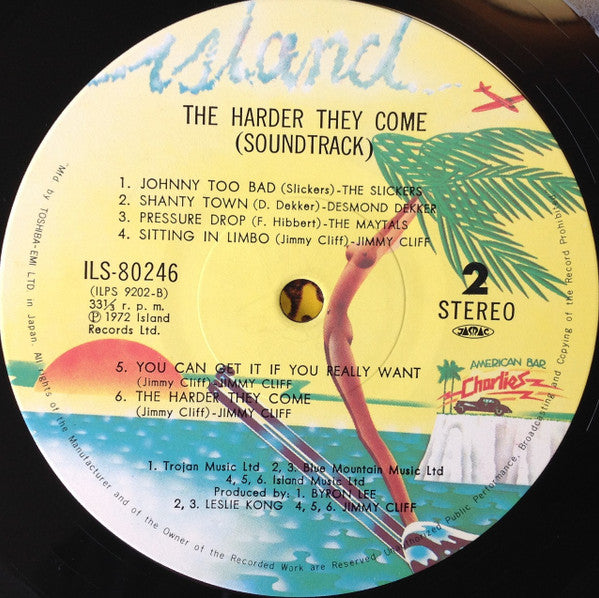 island
THE HARDER THEY COME
(SOUNDTRACK)
1. JOHNNY TOO BAD (Slickers)-THE SLICKERS
2. SHANTY TOWN (D. Dekker)-DESMOND DEKKER
3. PRESSURE DROP (F. Hibbert)-THE MAYTALS
4. SITTING IN LIMBO (Jimmy Cliff)-JIMMY CLIFF
ILS-80246
(ILPS 9202-B)
33⅓ r. p. m.
Ⓟ 1972 Island
Records Ltd.
2
STEREO
JASRAC
5. YOU CAN GET IT IF YOU REALLY WANT
(Jimmy Cliff)-JIMMY CLIFF
6. THE HARDER THEY COME
(Jimmy Cliff)-JIMMY CLIFF
AMERICAN BAR
Charlies
1. Trojan Music Ltd 2, 3. Blue Mountain Music Ltd
4, 5, 6. Island Music Ltd
Produced by: 1. BYRON LEE
2, 3. LESLIE KONG 4, 5, 6. JIMMY CLIFF
"Mfd by TOSHIBA-EMI LTD in Japan. All rights of the Manufacturer and of the Owner of the Recorded Work are Reserved. Unauthorized Public Performance, Broadcasting and Copying of the Record Prohibited"